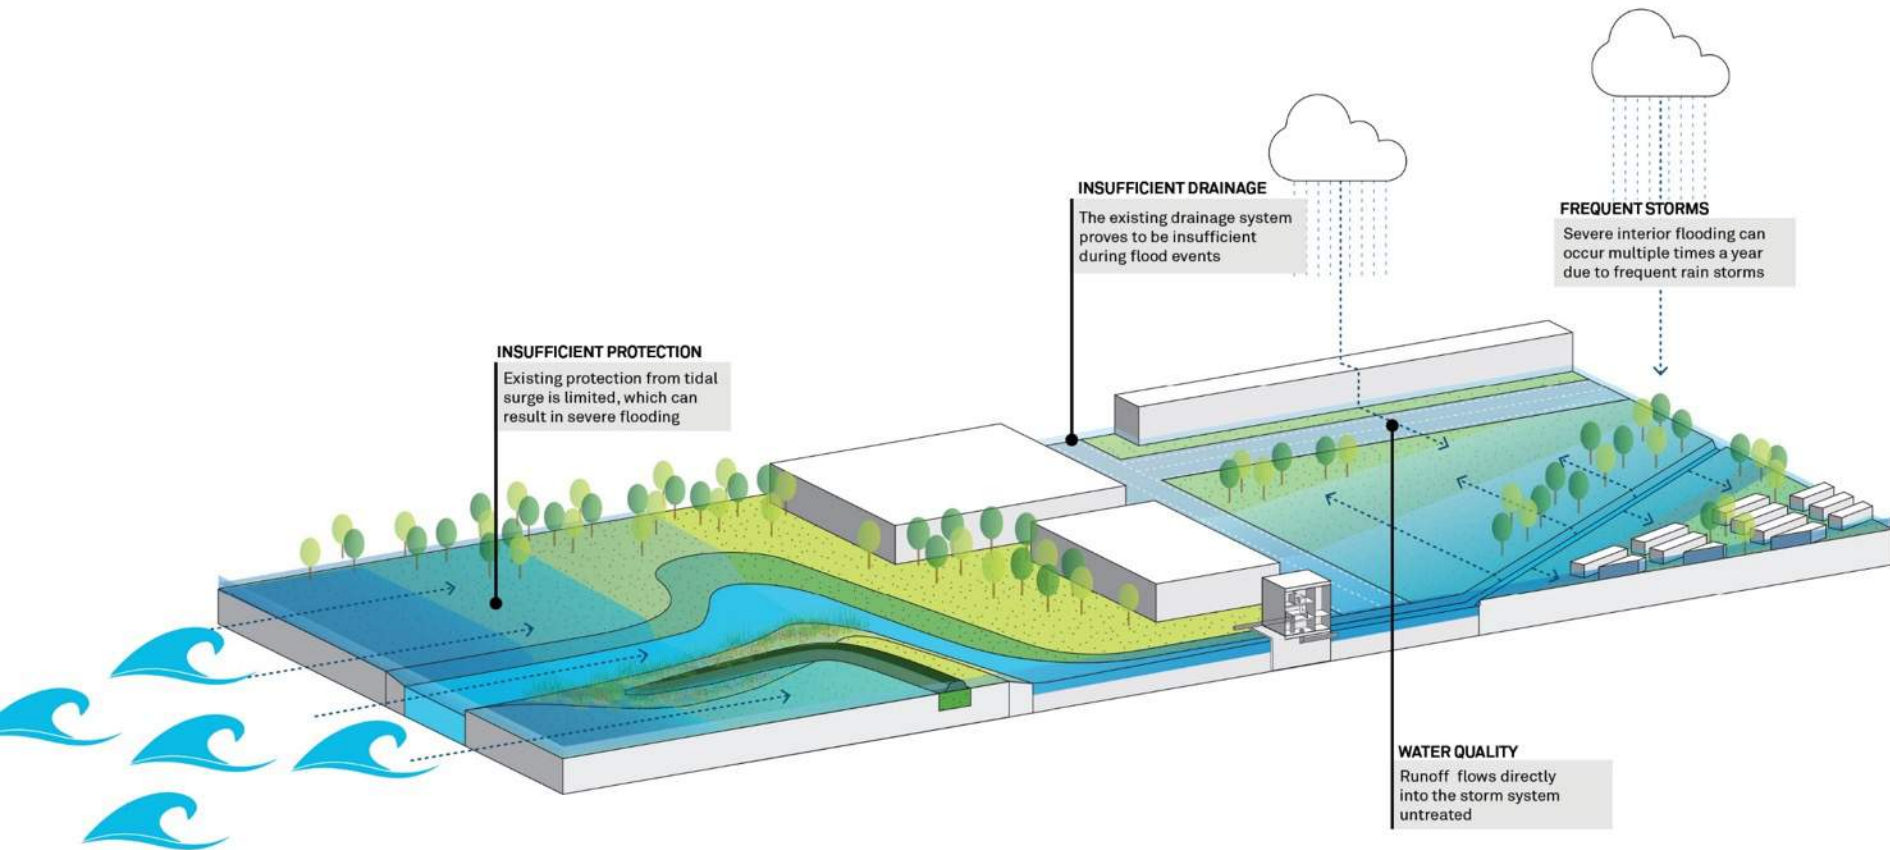 INSUFFICIENT DRAINAGE
The existing drainage system
proves to be insufficient
during flood events
FREQUENT STORMS
Severe interior flooding can
occur multiple times a year
due to frequent rain storms
INSUFFICIENT PROTECTION
Existing protection from tidal
surge is limited, which can
result in severe flooding
WATER QUALITY
Runoff flows directly
into the storm system
untreated